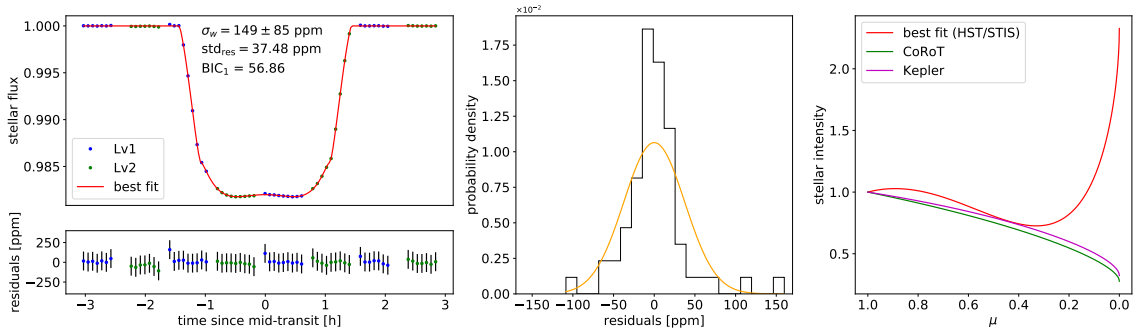 1.000
0.995
0.990
0.985
stellar flux
σw = 149 ± 85 ppm
stdres = 37.48 ppm
BIC1 = 56.86
Lv1
Lv2
best fit
250
0
−250
residuals [ppm]
−3 −2 −1 0 1 2 3
time since mid-transit [h]
×10−2
1.75
1.50
1.25
1.00
0.75
0.50
0.25
0.00
probability density
−150 −100 −50 0 50 100 150
residuals [ppm]
best fit (HST/STIS)
CoRoT
Kepler
2.0
1.5
1.0
0.5
stellar intensity
1.0 0.8 0.6 0.4 0.2 0.0
μ